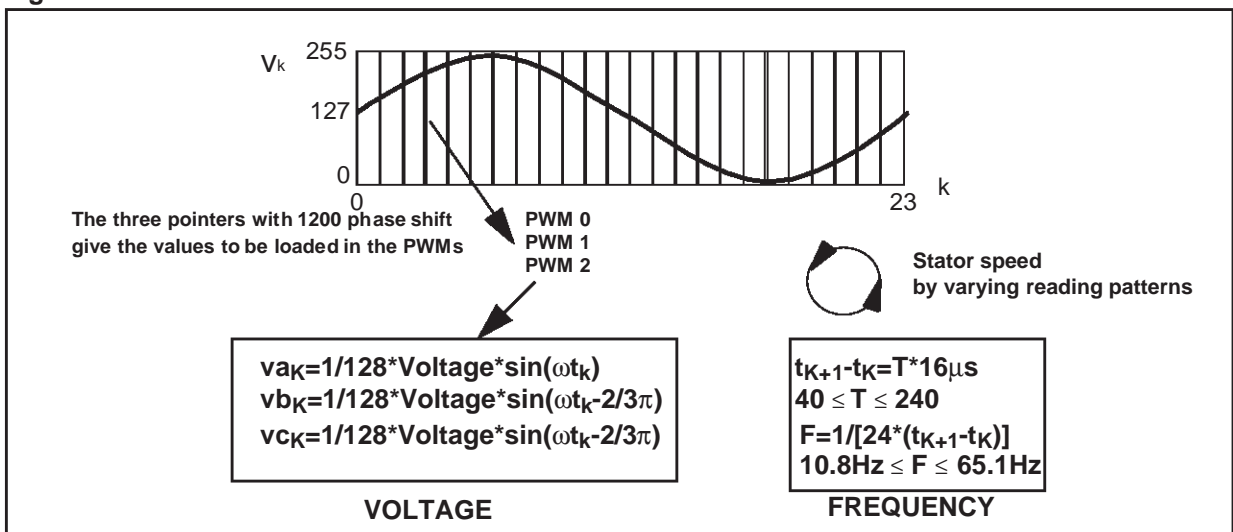 Vk
255
127
0
0
23
k
The three pointers with 1200 phase shift
give the values to be loaded in the PWMs
PWM 0
PWM 1
PWM 2
Stator speed
by varying reading patterns
vaK=1/128*Voltage*sin(ωtk)
vbK=1/128*Voltage*sin(ωtk-2/3π)
vcK=1/128*Voltage*sin(ωtk-2/3π)
VOLTAGE
tK+1-tK=T*16μs
40 ≤ T ≤ 240
F=1/[24*(tK+1-tK)]
10.8Hz ≤ F ≤ 65.1Hz
FREQUENCY